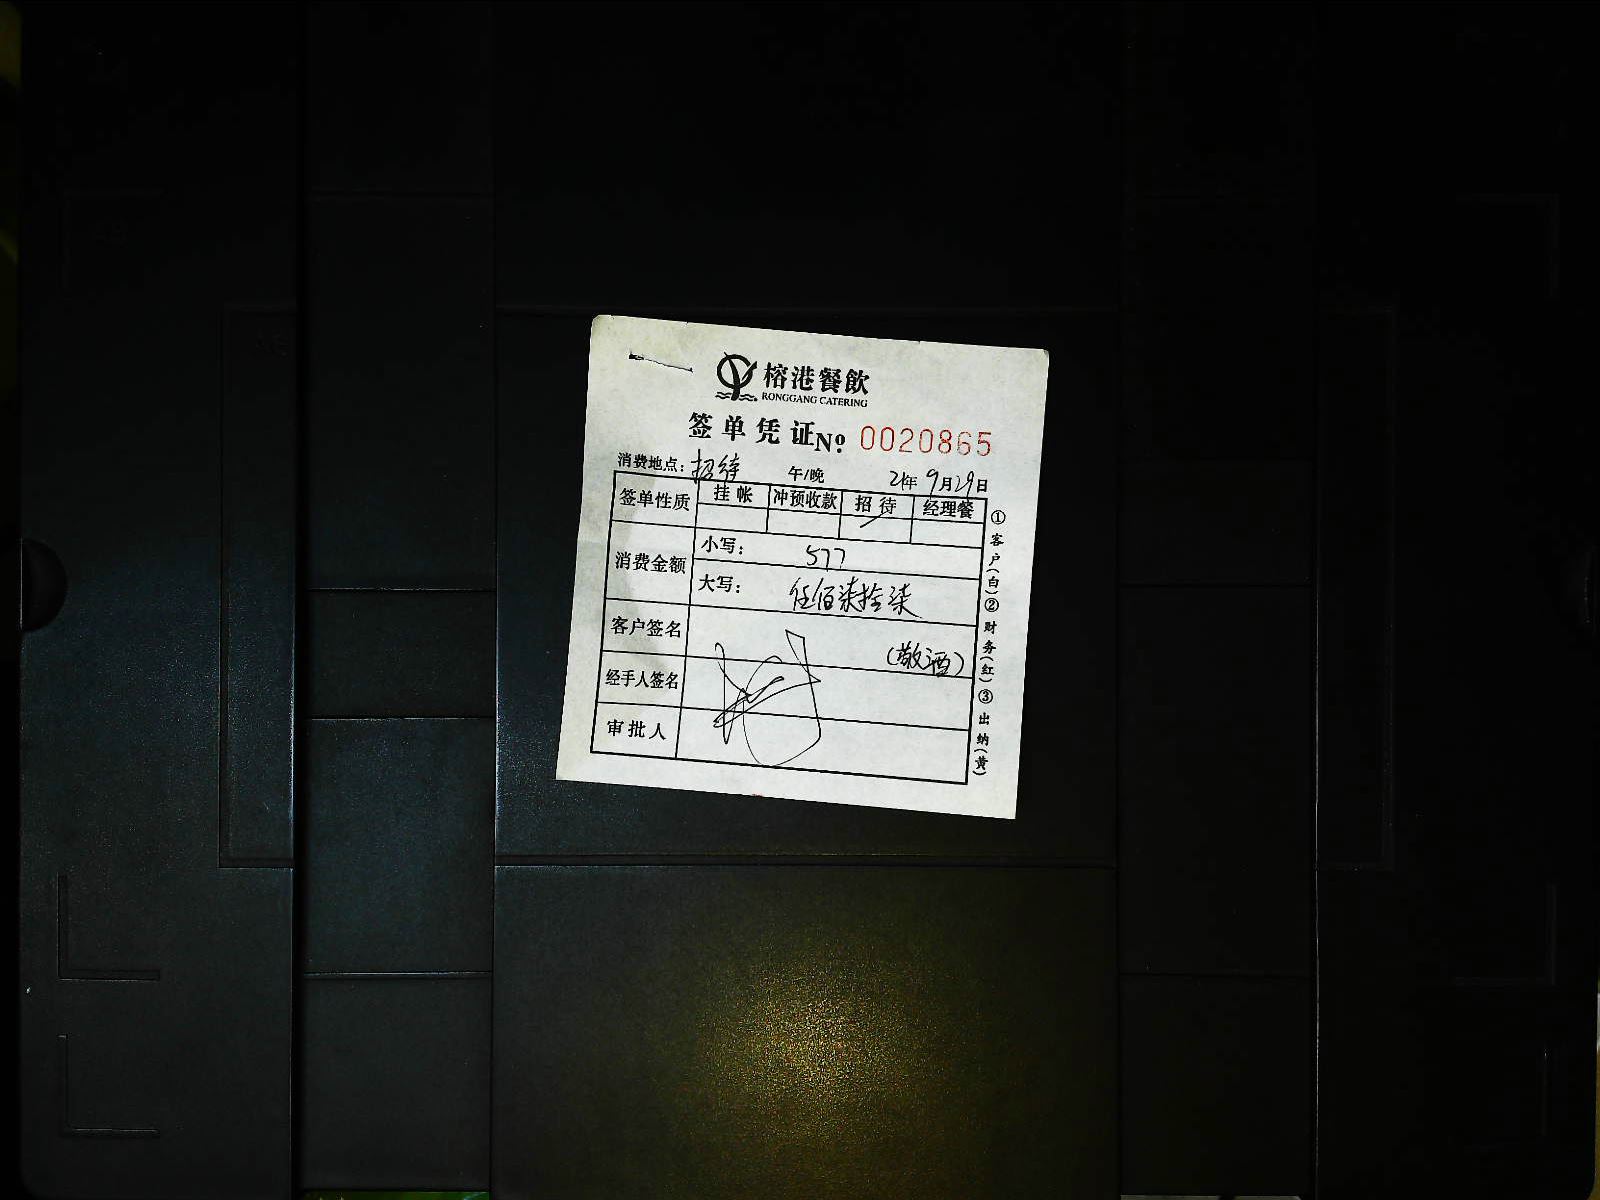 榕港餐飲
RONGGANG CATERING
签单凭证 №: 0020865
消费地点: 招待 午/晚 21年 9月29日
签单性质 挂帐 冲预收款 招待 经理餐
消费金额 小写: 577
大写: 伍佰柒拾柒
客户签名
(敬酒)
经手人签名
审批人
①客户(白)②财务(红)③出纳(黄)